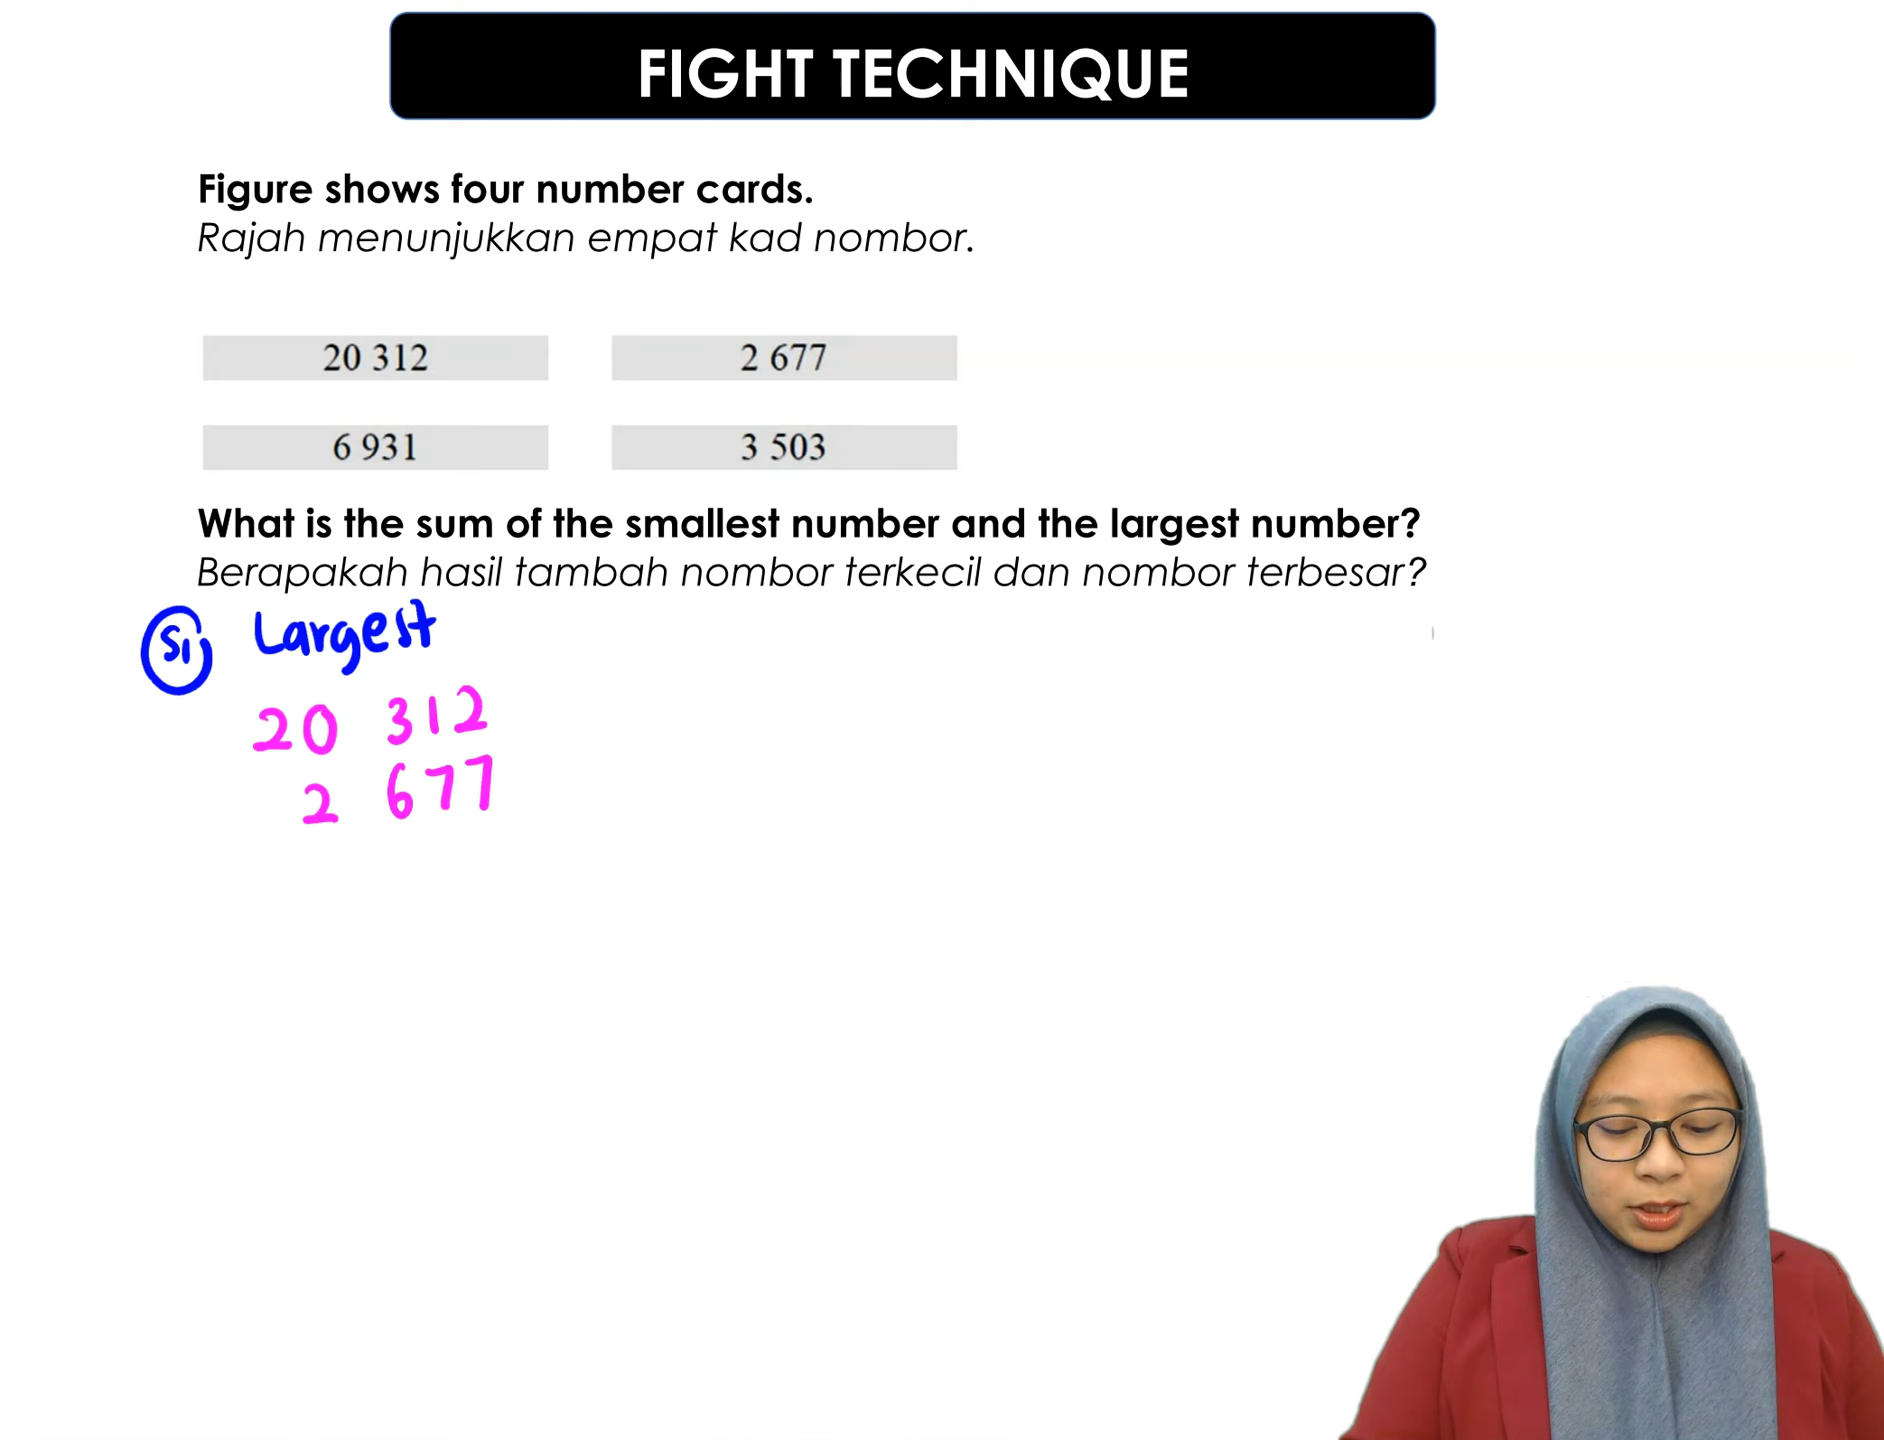 FIGHT TECHNIQUE
Figure shows four number cards.
Rajah menunjukkan empat kad nombor.
20 312 2 677
6 931 3 503
What is the sum of the smallest number and the largest number?
Berapakah hasil tambah nombor terkecil dan nombor terbesar?
S1 Largest
20 312
2 677